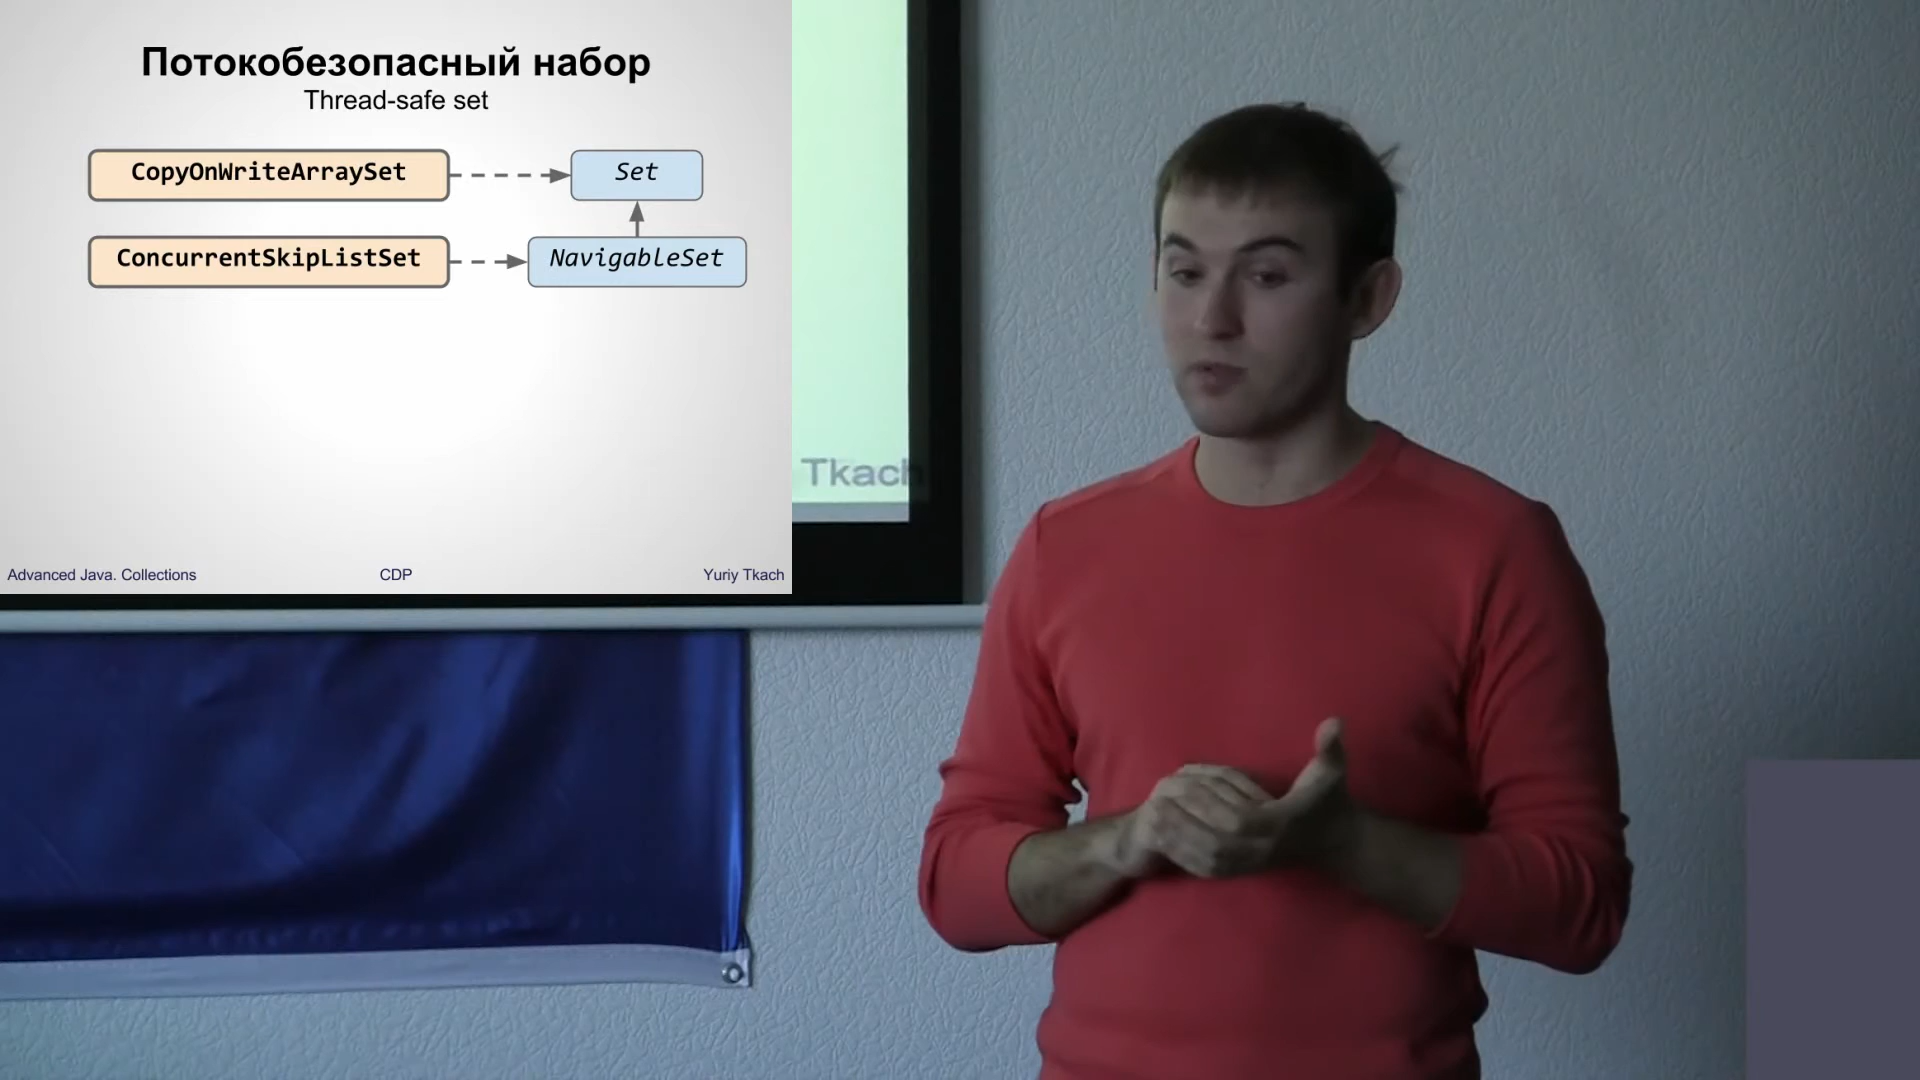 Потокобезопасный набор
Thread-safe set
CopyOnWriteArraySet
Set
ConcurrentSkipListSet
NavigableSet
Advanced Java. Collections
CDP
Yuriy Tkach
Tkach